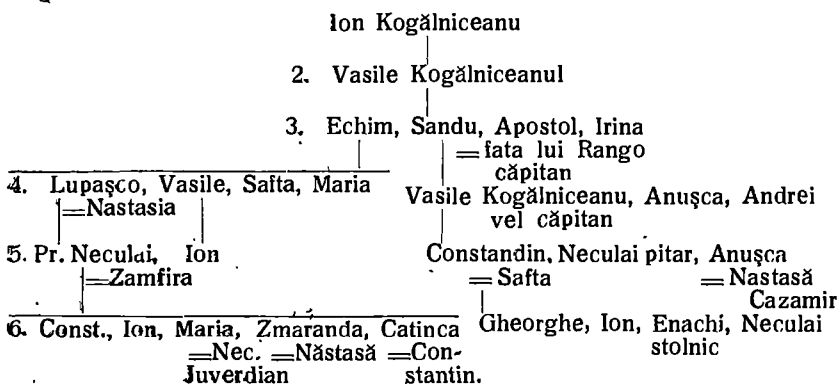 Ion Kogălniceanu
2. Vasile Kogălniceanul
3. Echim, Sandu, Apostol, Irina
=fata lui Rango
căpitan
4. Lupaşco, Vasile, Safta, Maria
Vasile Kogălniceanu, Anuşca, Andrei
=Nastasia
vel căpitan
5. Pr. Neculai, Ion
Constandin, Neculai pitar, Anuşca
=Zamfira
=Safta
=Nastasă
Cazamir
6. Const., Ion, Maria, Zmaranda, Catinca
Gheorghe, Ion, Enachi, Neculai
stolnic
=Nec. =Năstasă =Con-
Juverdian
stantin.